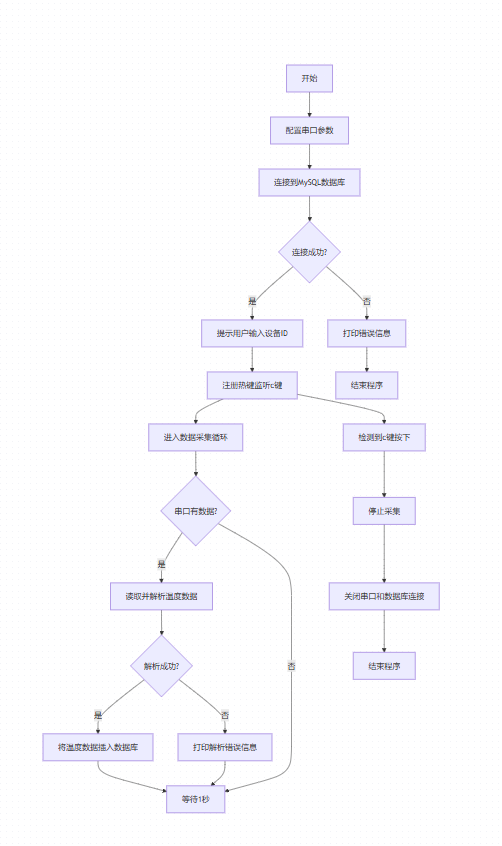 开始
配置串口参数
连接到MySQL数据库
连接成功?
是
否
提示用户输入设备ID
打印错误信息
注册热键监听c键
结束程序
进入数据采集循环
检测到c键按下
串口有数据?
停止采集
是
读取并解析温度数据
关闭串口和数据库连接
解析成功?
否
结束程序
是
否
将温度数据插入数据库
打印解析错误信息
等待1秒